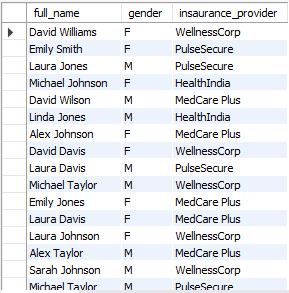 full_name gender insaurance_provider
David Williams F WellnessCorp
Emily Smith F PulseSecure
Laura Jones M PulseSecure
Michael Johnson F HealthIndia
David Wilson M MedCare Plus
Linda Jones M HealthIndia
Alex Johnson F MedCare Plus
David Davis F WellnessCorp
Laura Davis M PulseSecure
Michael Taylor M WellnessCorp
Emily Jones F MedCare Plus
Laura Davis F MedCare Plus
Laura Johnson F WellnessCorp
Alex Taylor M MedCare Plus
Sarah Johnson M WellnessCorp
Michael Taylor M PulseSecure